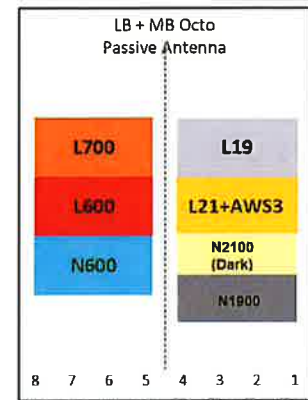 LB + MB Octo
Passive Antenna
L700
L19
L600
L21+AWS3
N600
N2100
(Dark)
N1900
8 7 6 5 4 3 2 1